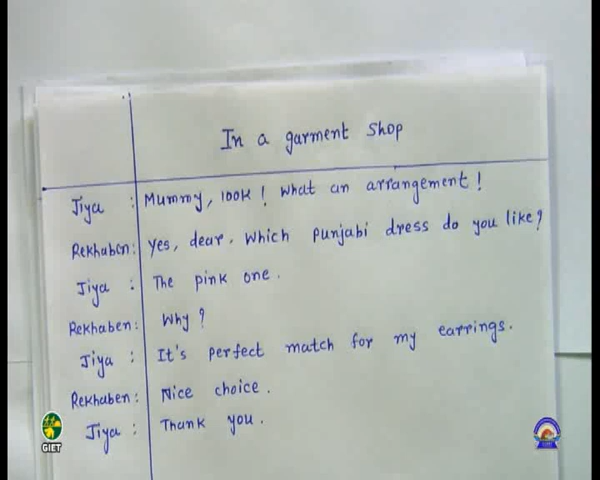 In a garment shop
Jiya : Mummy, look! What an arrangement!
Rekhaben: Yes, dear. Which punjabi dress do you like?
Jiya : The pink one.
Rekhaben: Why?
Jiya : It's perfect match for my earrings.
Rekhaben: Nice choice.
Jiya : Thank you.
GIET